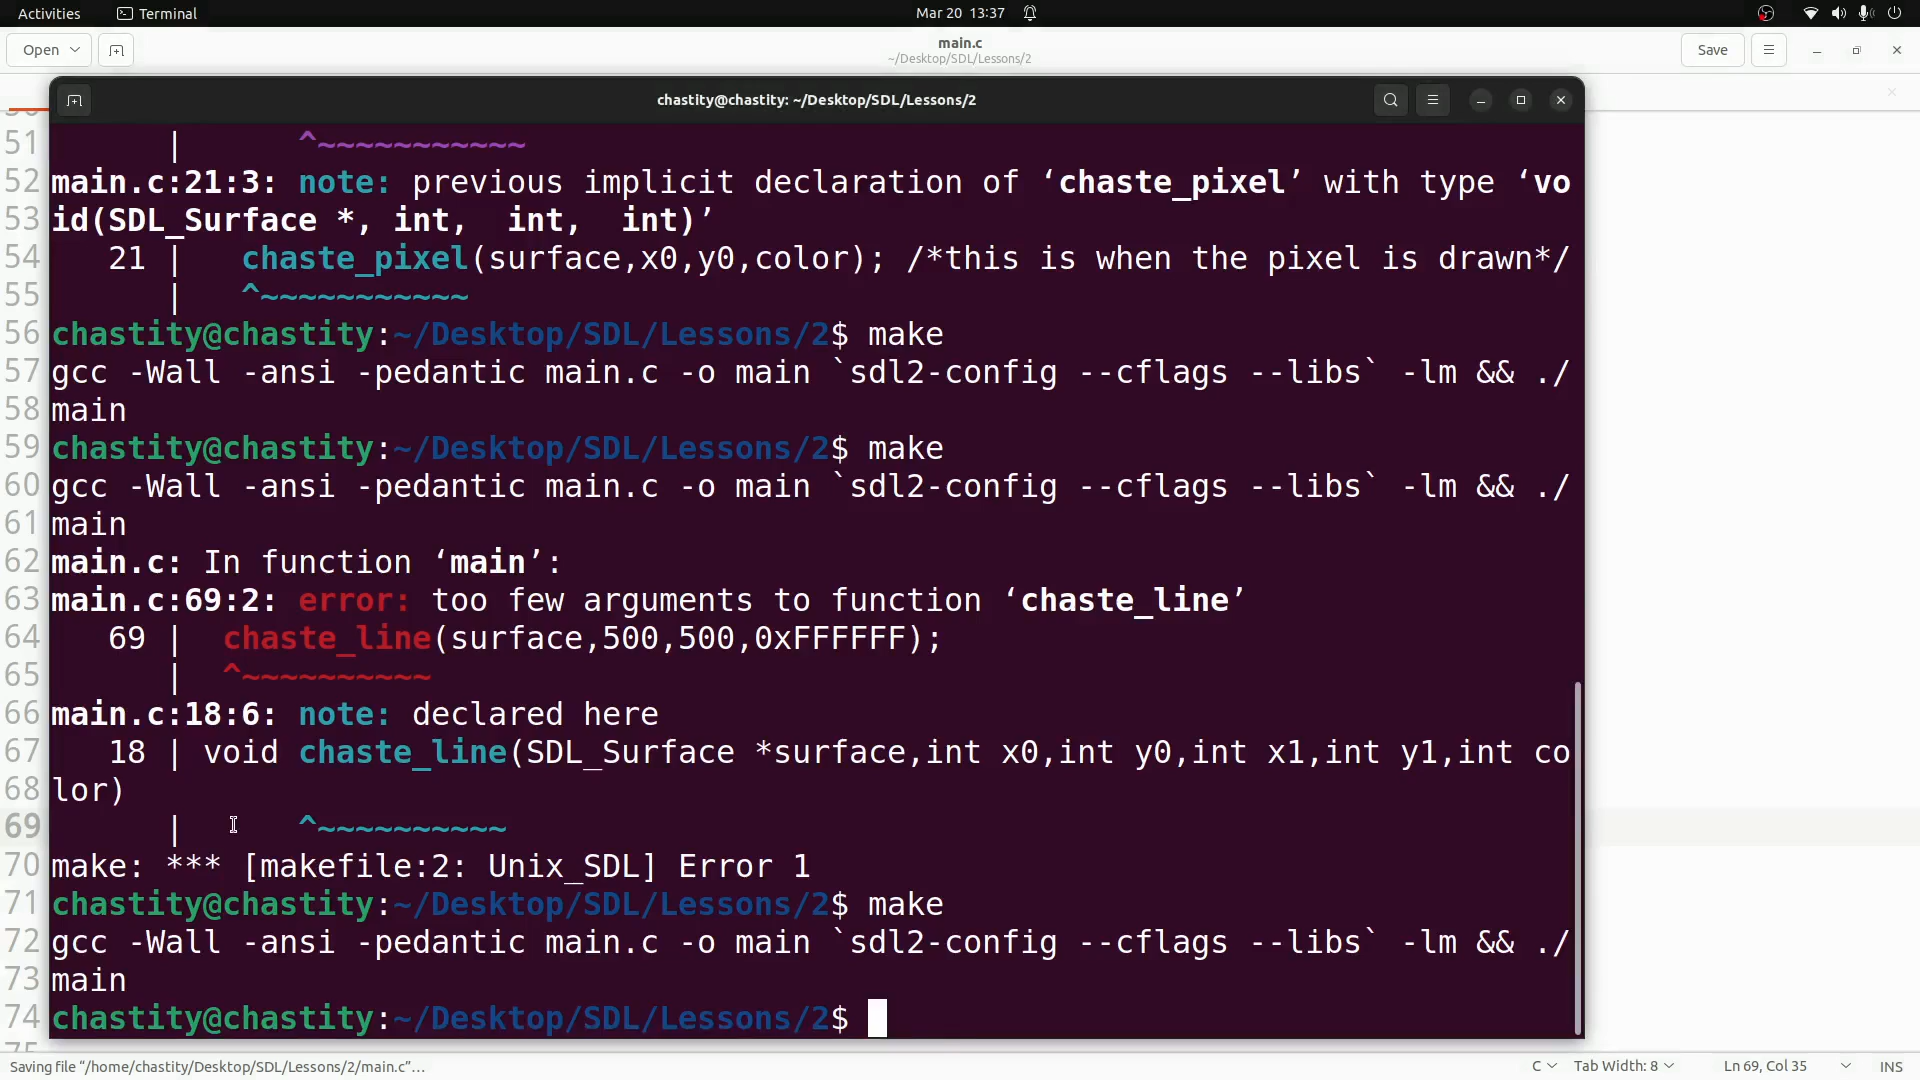 Activities Terminal Mar 20 13:37
Open main.c Save
~/Desktop/SDL/Lessons/2
chastity@chastity: ~/Desktop/SDL/Lessons/2
51 | ^~~~~~~~~~~~
52 main.c:21:3: note: previous implicit declaration of ‘chaste_pixel’ with type ‘vo
53 id(SDL_Surface *, int,  int,  int)’
54    21 |   chaste_pixel(surface,x0,y0,color); /*this is when the pixel is drawn*/
55       |   ^~~~~~~~~~~~
56 chastity@chastity:~/Desktop/SDL/Lessons/2$ make
57 gcc -Wall -ansi -pedantic main.c -o main `sdl2-config --cflags --libs` -lm && ./
58 main
59 chastity@chastity:~/Desktop/SDL/Lessons/2$ make
60 gcc -Wall -ansi -pedantic main.c -o main `sdl2-config --cflags --libs` -lm && ./
61 main
62 main.c: In function ‘main’:
63 main.c:69:2: error: too few arguments to function ‘chaste_line’
64    69 |  chaste_line(surface,500,500,0xFFFFFF);
65       |  ^~~~~~~~~~~
66 main.c:18:6: note: declared here
67    18 | void chaste_line(SDL_Surface *surface,int x0,int y0,int x1,int y1,int co
68 lor)
69       |      ^~~~~~~~~~~
70 make: *** [makefile:2: Unix_SDL] Error 1
71 chastity@chastity:~/Desktop/SDL/Lessons/2$ make
72 gcc -Wall -ansi -pedantic main.c -o main `sdl2-config --cflags --libs` -lm && ./
73 main
74 chastity@chastity:~/Desktop/SDL/Lessons/2$
Saving file “/home/chastity/Desktop/SDL/Lessons/2/main.c”… C Tab Width: 8 Ln 69, Col 35 INS